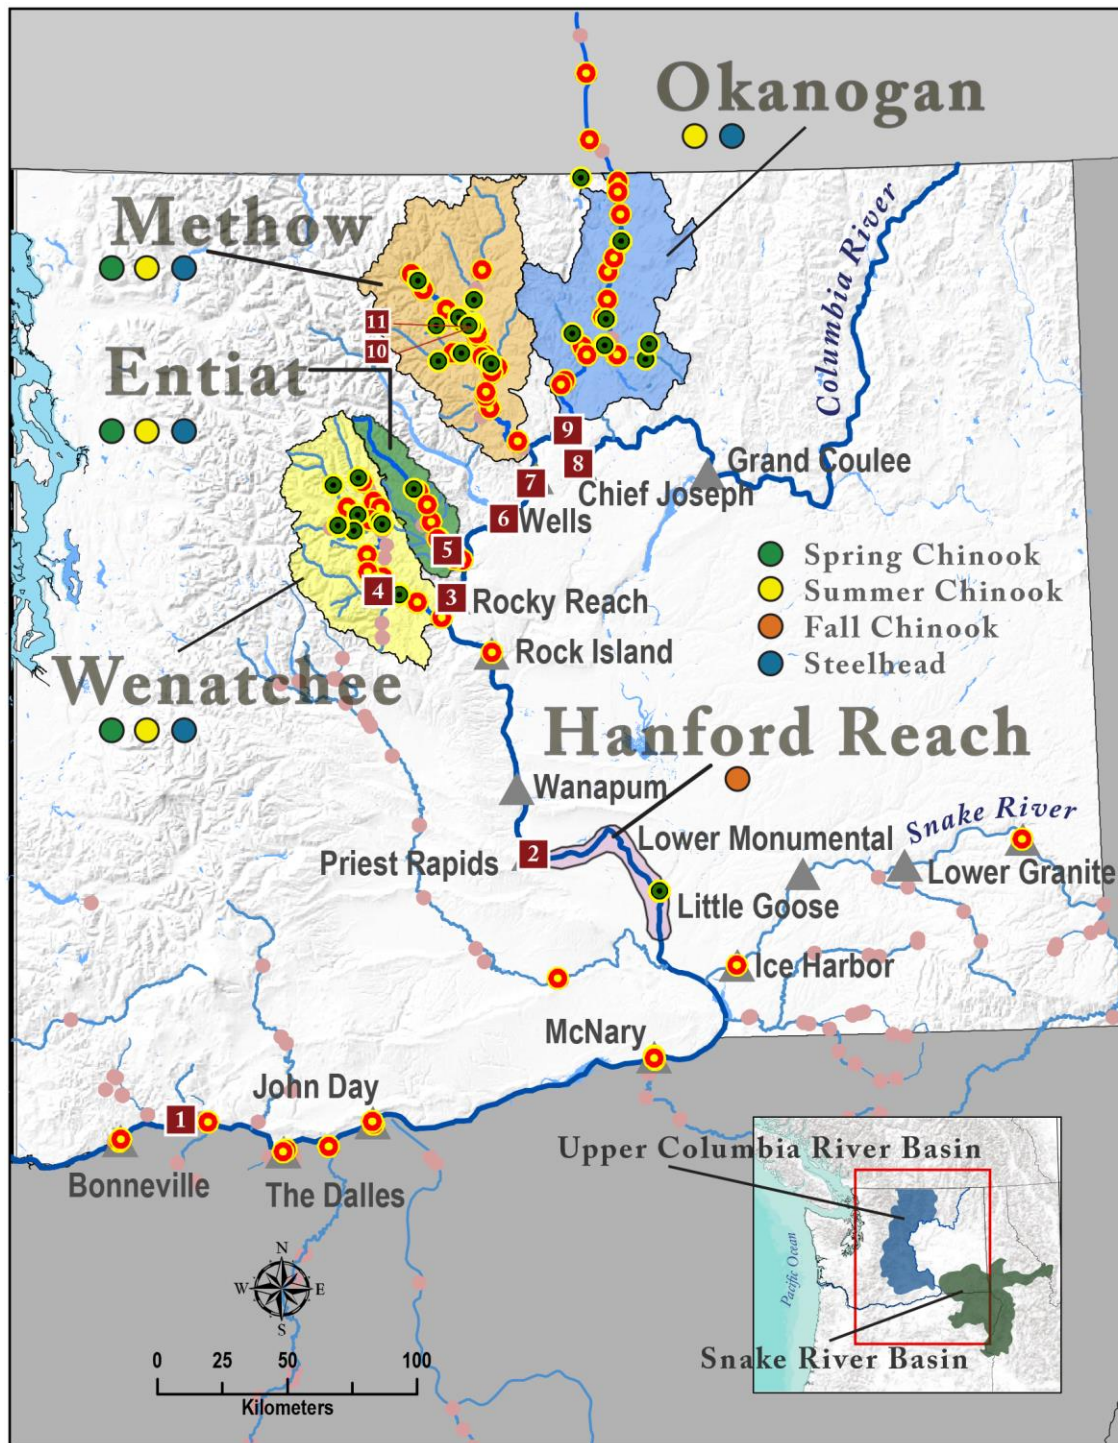 Okanogan
Methow
Columbia River
11
10
Entiat
9
8
7
Grand Coulee
Chief Joseph
6
Wells
5
Spring Chinook
4
3
Summer Chinook
Rocky Reach
Fall Chinook
Rock Island
Steelhead
Wenatchee
Hanford Reach
Wanapum
Snake River
Lower Monumental
2
Priest Rapids
Lower Granite
Little Goose
Ice Harbor
McNary
John Day
1
Bonneville
The Dalles
Upper Columbia River Basin
Pacific Ocean
Snake River Basin
N
W E
S
0 25 50 100
Kilometers